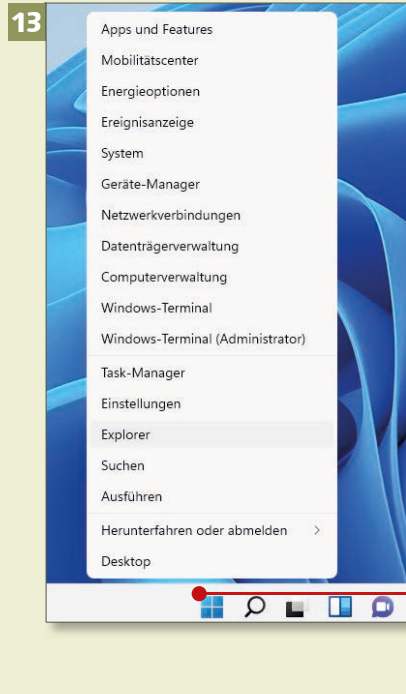 13
Apps und Features
Mobilitätscenter
Energieoptionen
Ereignisanzeige
System
Geräte-Manager
Netzwerkverbindungen
Datenträgerverwaltung
Computerverwaltung
Windows-Terminal
Windows-Terminal (Administrator)
Task-Manager
Einstellungen
Explorer
Suchen
Ausführen
Herunterfahren oder abmelden
Desktop